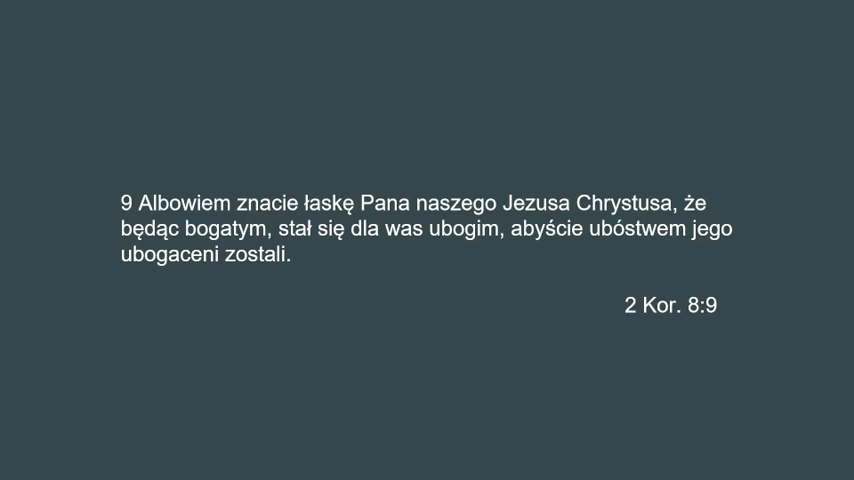 9 Albowiem znacie łaskę Pana naszego Jezusa Chrystusa, że
będąc bogatym, stał się dla was ubogim, abyście ubóstwem jego
ubogaceni zostali.
2 Kor. 8:9